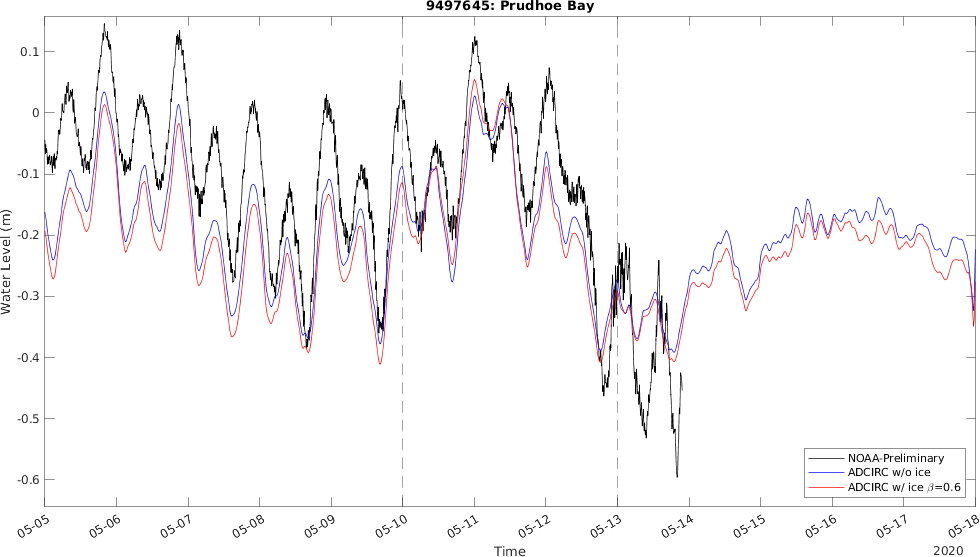 9497645: Prudhoe Bay
Water Level (m)
0.1
0
-0.1
-0.2
-0.3
-0.4
-0.5
-0.6
NOAA-Preliminary
ADCIRC w/o ice
ADCIRC w/ ice β=0.6
05-05 05-06 05-07 05-08 05-09 05-10 05-11 05-12 05-13 05-14 05-15 05-16 05-17 05-18
Time
2020